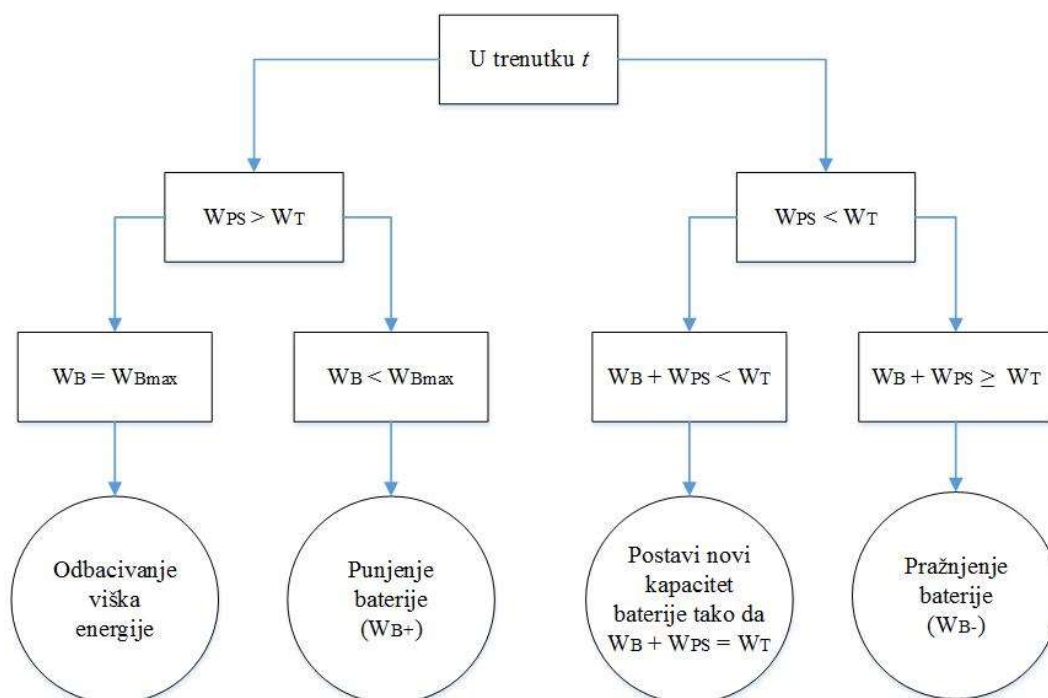 U trenutku t
WPS > WT
WPS < WT
WB = WBmax
WB < WBmax
WB + WPS < WT
WB + WPS ≥ WT
Odbacivanje
viška
energije
Punjenje
baterije
(WB+)
Postavi novi
kapacitet
baterije tako da
WB + WPS = WT
Pražnjenje
baterije
(WB-)